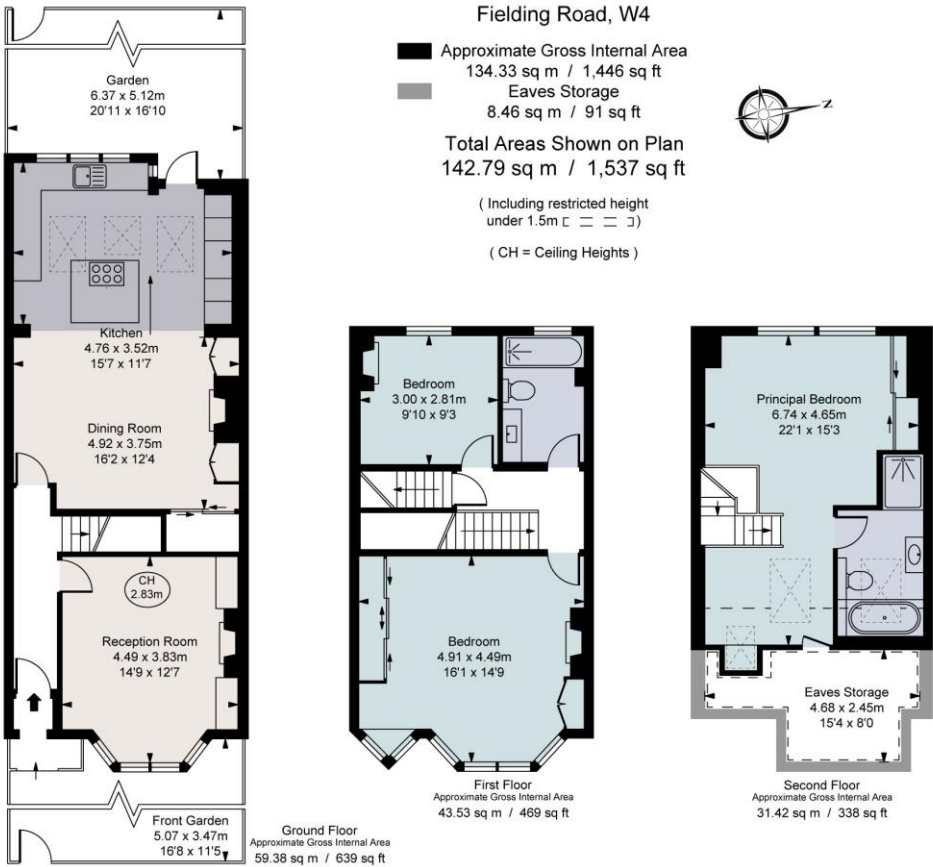 Fielding Road, W4
Approximate Gross Internal Area
134.33 sq m / 1,446 sq ft
Eaves Storage
8.46 sq m / 91 sq ft
Total Areas Shown on Plan
142.79 sq m / 1,537 sq ft
( Including restricted height
under 1.5m )
( CH = Ceiling Heights )
N
Garden
6.37 x 5.12m
20'11 x 16'10
Kitchen
4.76 x 3.52m
15'7 x 11'7
Dining Room
4.92 x 3.75m
16'2 x 12'4
CH
2.83m
Reception Room
4.49 x 3.83m
14'9 x 12'7
Front Garden
5.07 x 3.47m
16'8 x 11'5
Ground Floor
Approximate Gross Internal Area
59.38 sq m / 639 sq ft
Bedroom
3.00 x 2.81m
9'10 x 9'3
Bedroom
4.91 x 4.49m
16'1 x 14'9
First Floor
Approximate Gross Internal Area
43.53 sq m / 469 sq ft
Principal Bedroom
6.74 x 4.65m
22'1 x 15'3
Eaves Storage
4.68 x 2.45m
15'4 x 8'0
Second Floor
Approximate Gross Internal Area
31.42 sq m / 338 sq ft